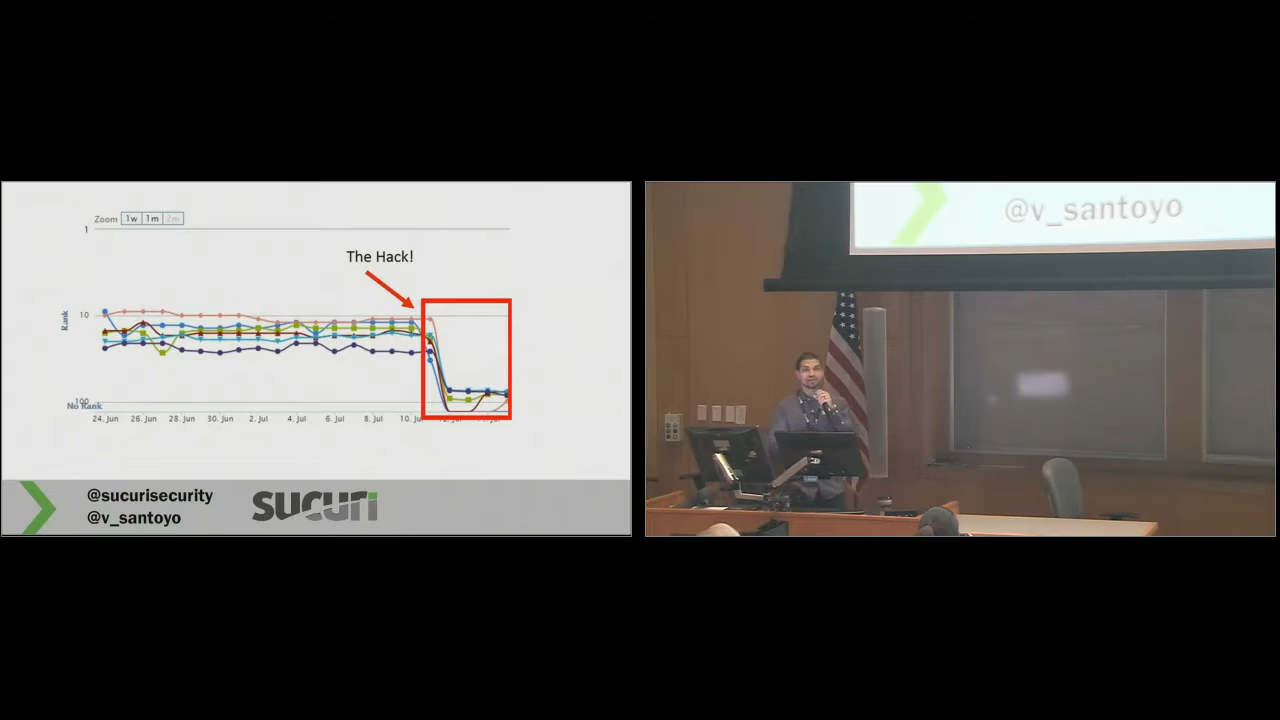 Zoom 1w 1m 2m
1
The Hack!
Rank
10
100
No Rank
24. Jun 26. Jun 28. Jun 30. Jun 2. Jul 4. Jul 6. Jul 8. Jul 10. Jul
@sucurisecurity
@v_santoyo
sucuri
@v_santoyo